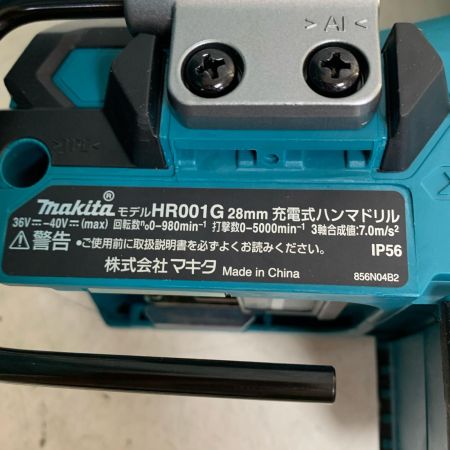 >AI<
makita® モデルHR001G 28mm 充電式ハンマドリル
36V⎓-40V⎓(max) 回転数n₀0-980min⁻¹ 打撃数0-5000min⁻¹ 3軸合成値:7.0m/s²
⚠警告 •ご使用前に取扱説明書を必ずよくお読みください。 IP56
株式会社マキタ Made in China 856N04B2